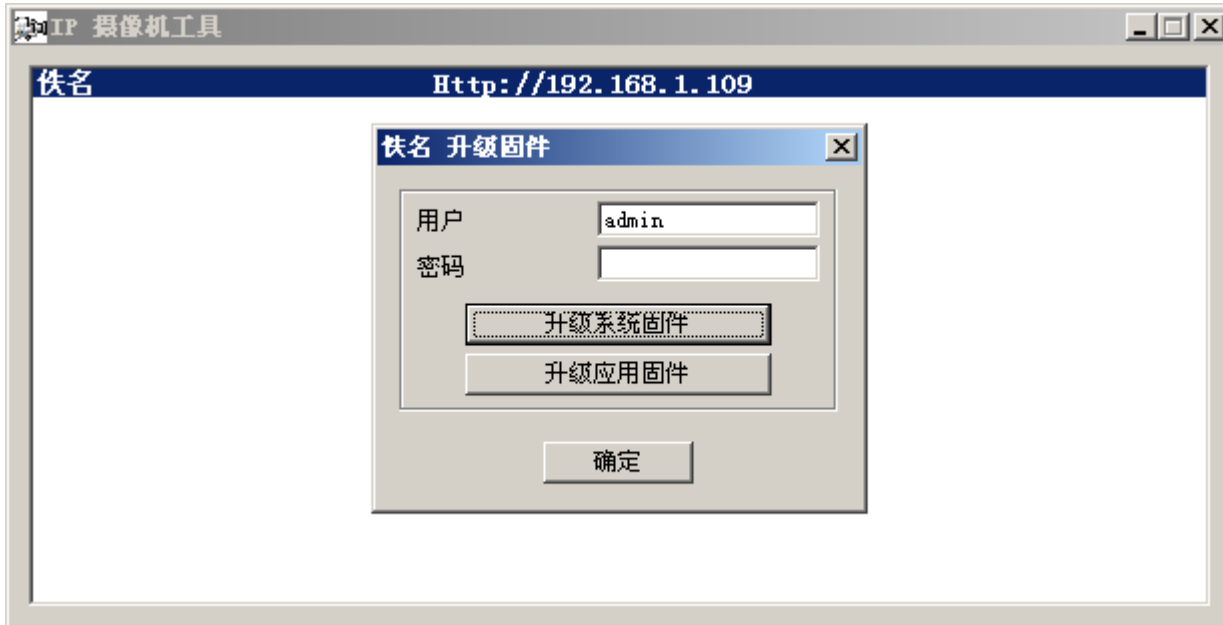 IP 摄像机工具
佚名 Http://192.168.1.109
佚名 升级固件
用户 admin
密码
升级系统固件
升级应用固件
确定